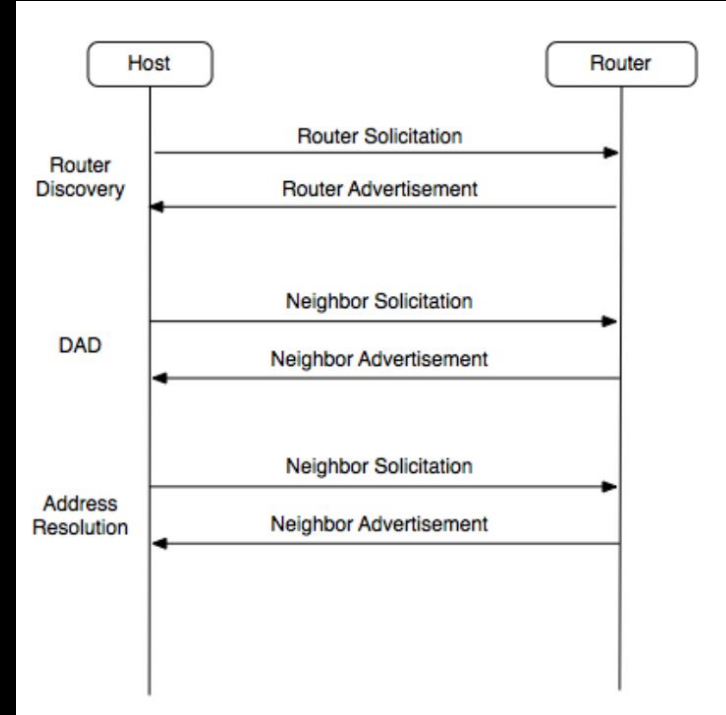 Host
Router
Router Solicitation
Router
Discovery
Router Advertisement
Neighbor Solicitation
DAD
Neighbor Advertisement
Neighbor Solicitation
Address
Resolution
Neighbor Advertisement